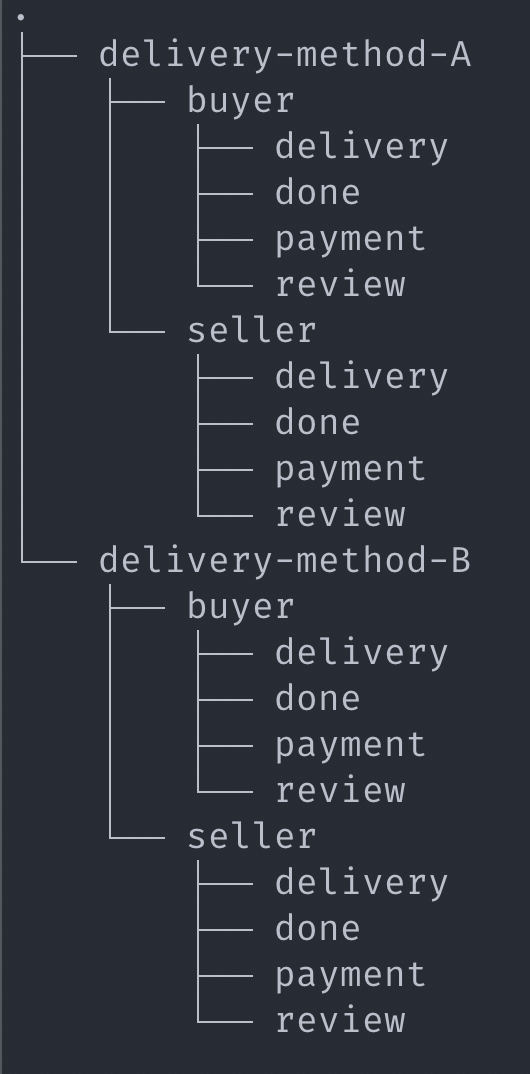 .
├── delivery-method-A
│   ├── buyer
│   │   ├── delivery
│   │   ├── done
│   │   ├── payment
│   │   └── review
│   └── seller
│       ├── delivery
│       ├── done
│       ├── payment
│       └── review
└── delivery-method-B
    ├── buyer
    │   ├── delivery
    │   ├── done
    │   ├── payment
    │   └── review
    └── seller
        ├── delivery
        ├── done
        ├── payment
        └── review